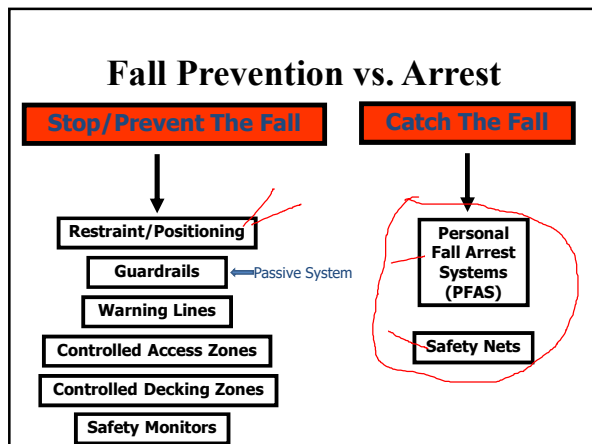 Fall Prevention vs. Arrest
Stop/Prevent The Fall
Catch The Fall
Restraint/Positioning
Guardrails
Passive System
Warning Lines
Controlled Access Zones
Controlled Decking Zones
Safety Monitors
Personal
Fall Arrest
Systems
(PFAS)
Safety Nets